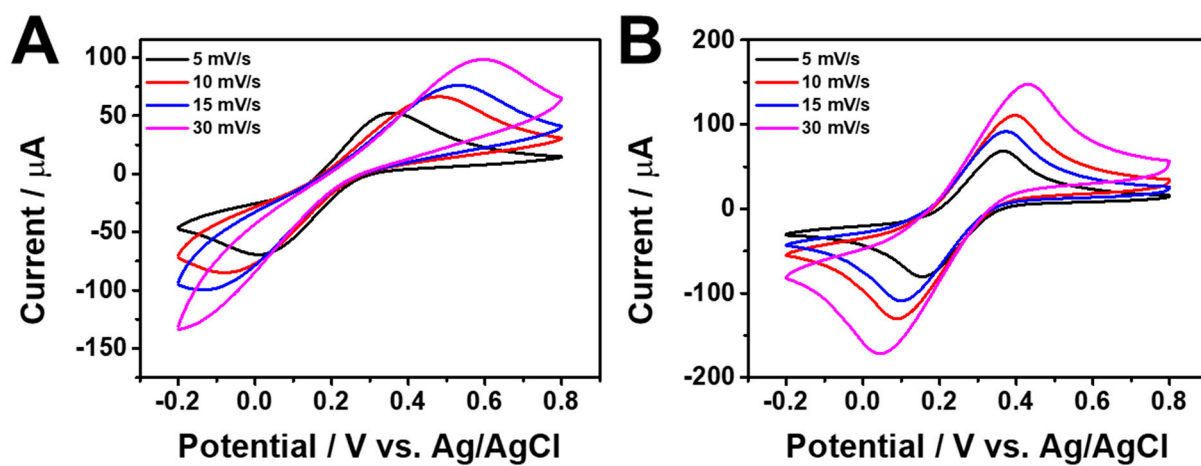 A
5 mV/s
10 mV/s
15 mV/s
30 mV/s
100
50
0
-50
-100
-150
Current / μA
-0.2 0.0 0.2 0.4 0.6 0.8
Potential / V vs. Ag/AgCl
B
5 mV/s
10 mV/s
15 mV/s
30 mV/s
200
100
0
-100
-200
Current / μA
-0.2 0.0 0.2 0.4 0.6 0.8
Potential / V vs. Ag/AgCl